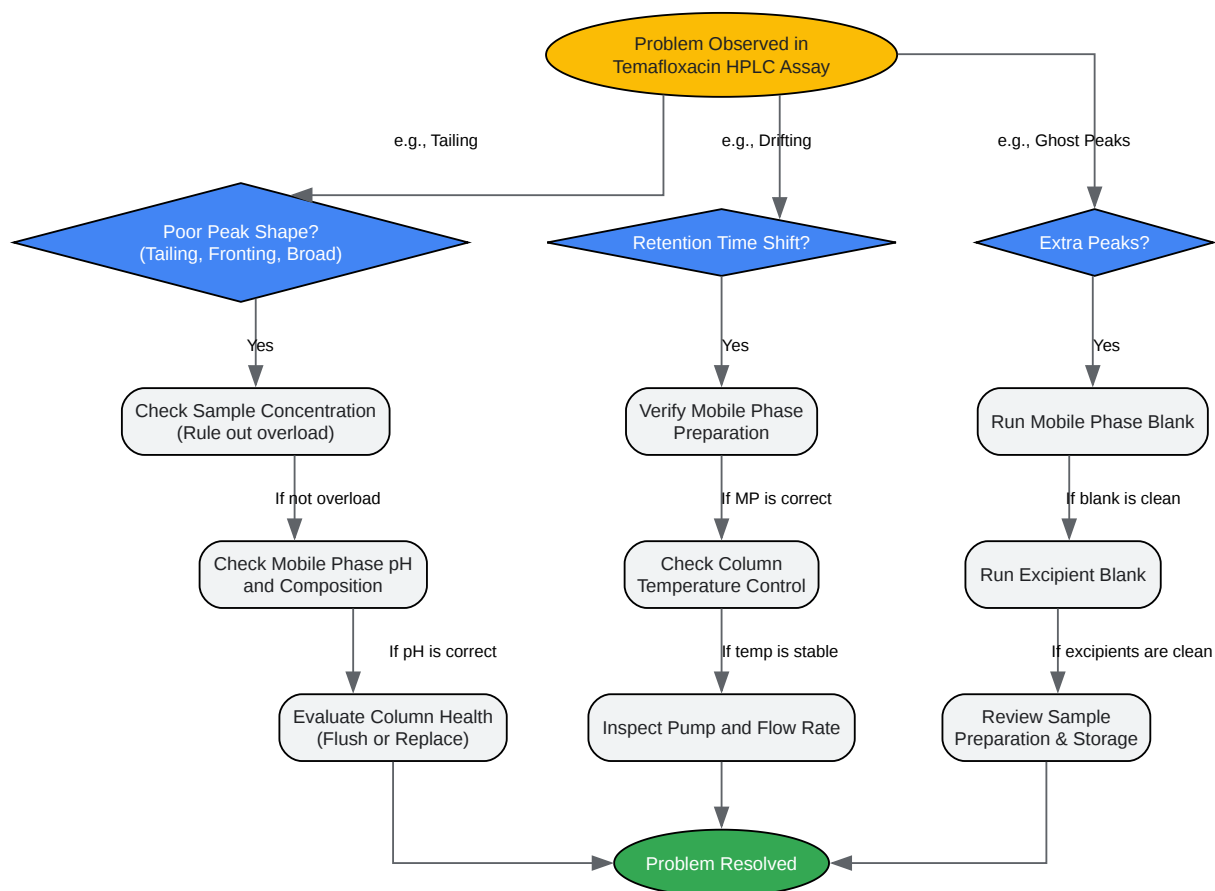 Problem Observed in
Temafloxacin HPLC Assay
e.g., Tailing
e.g., Drifting
e.g., Ghost Peaks
Poor Peak Shape?
(Tailing, Fronting, Broad)
Retention Time Shift?
Extra Peaks?
Yes
Yes
Yes
Check Sample Concentration
(Rule out overload)
Verify Mobile Phase
Preparation
Run Mobile Phase Blank
If not overload
If MP is correct
If blank is clean
Check Mobile Phase pH
and Composition
Check Column
Temperature Control
Run Excipient Blank
If pH is correct
If temp is stable
If excipients are clean
Evaluate Column Health
(Flush or Replace)
Inspect Pump and Flow Rate
Review Sample
Preparation & Storage
Problem Resolved